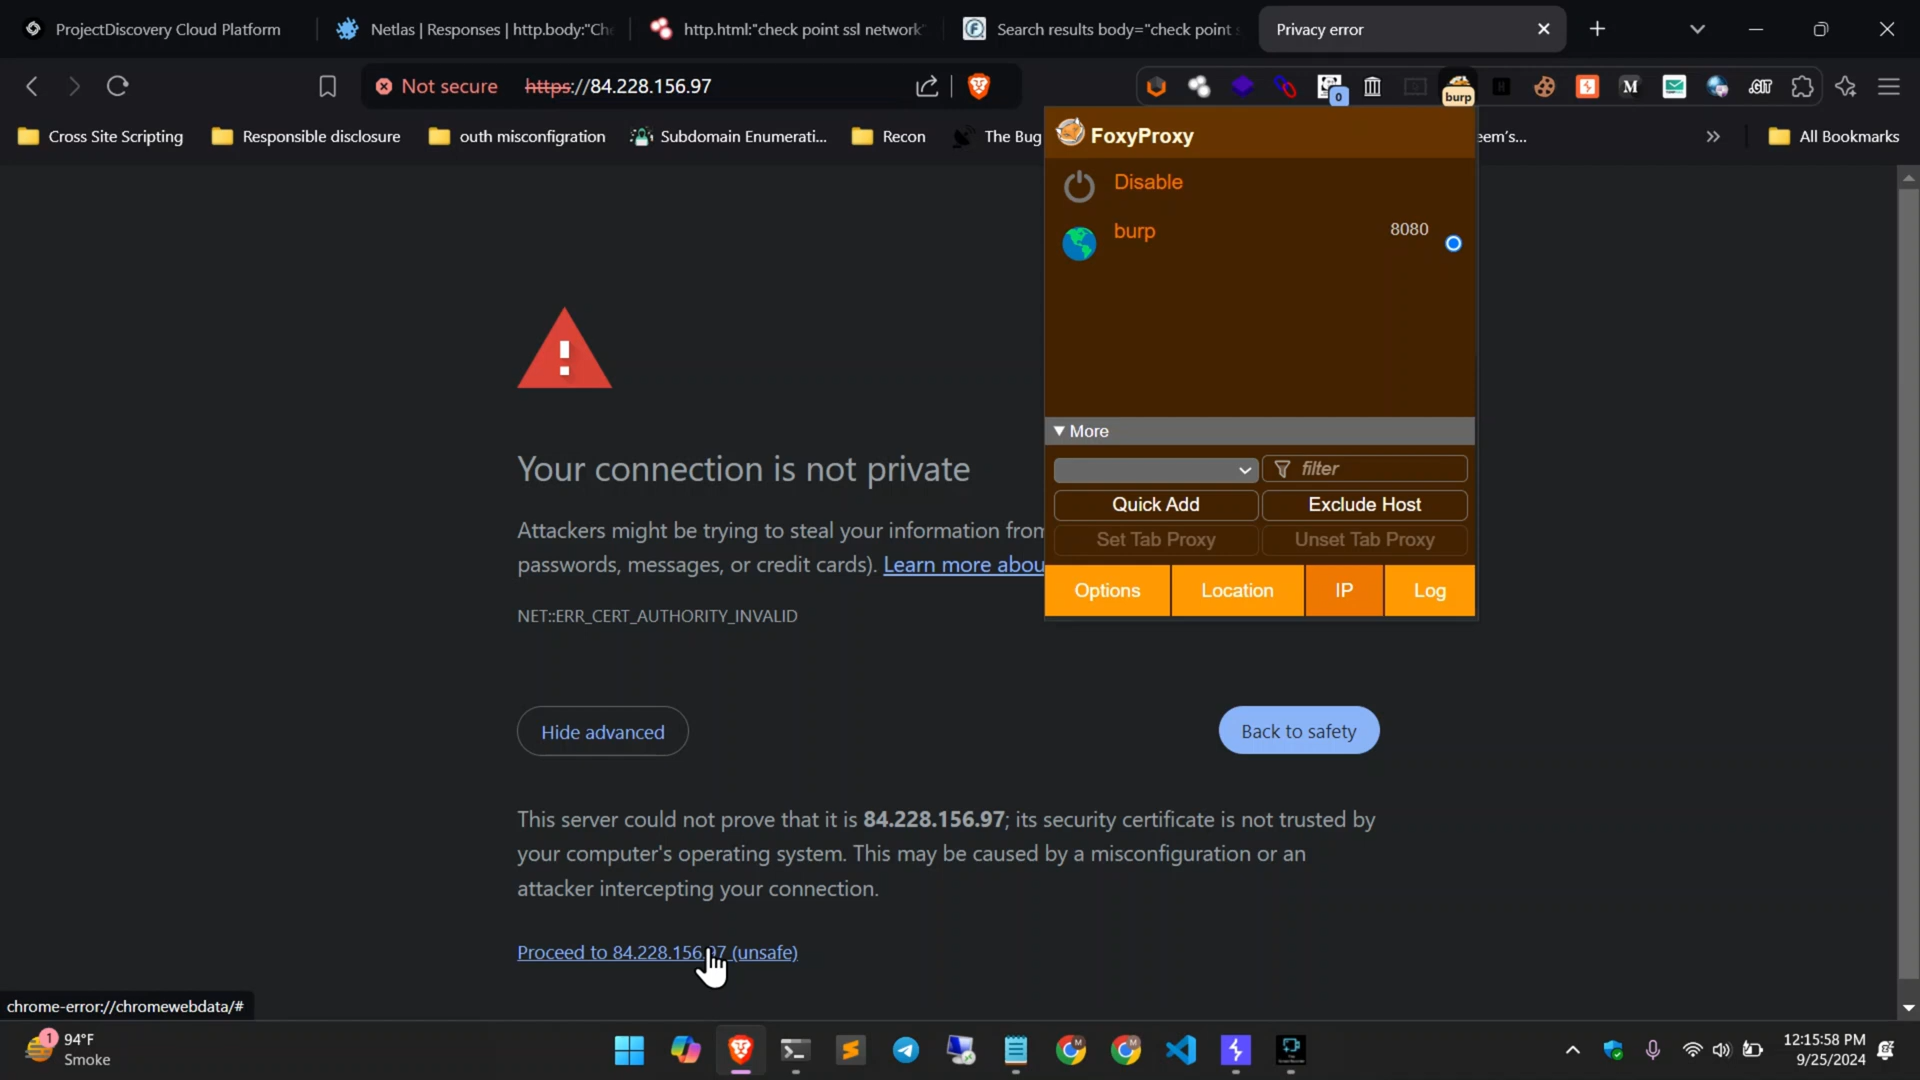 ProjectDiscovery Cloud Platform
Netlas | Responses | http.body:"Che
http.html:"check point ssl network"
Search results body="check point s
Privacy error
Not secure
https://84.228.156.97
0
burp
M
.GIT
Cross Site Scripting
Responsible disclosure
outh misconfigration
Subdomain Enumerati...
Recon
The Bug
eem's...
All Bookmarks
FoxyProxy
Disable
burp
8080
More
filter
Quick Add
Exclude Host
Set Tab Proxy
Unset Tab Proxy
Options
Location
IP
Log
Your connection is not private
Attackers might be trying to steal your information from
passwords, messages, or credit cards). Learn more abou
NET::ERR_CERT_AUTHORITY_INVALID
Hide advanced
Back to safety
This server could not prove that it is 84.228.156.97; its security certificate is not trusted by
your computer's operating system. This may be caused by a misconfiguration or an
attacker intercepting your connection.
Proceed to 84.228.156.97 (unsafe)
chrome-error://chromewebdata/#
1
94°F
Smoke
12:15:58 PM
9/25/2024